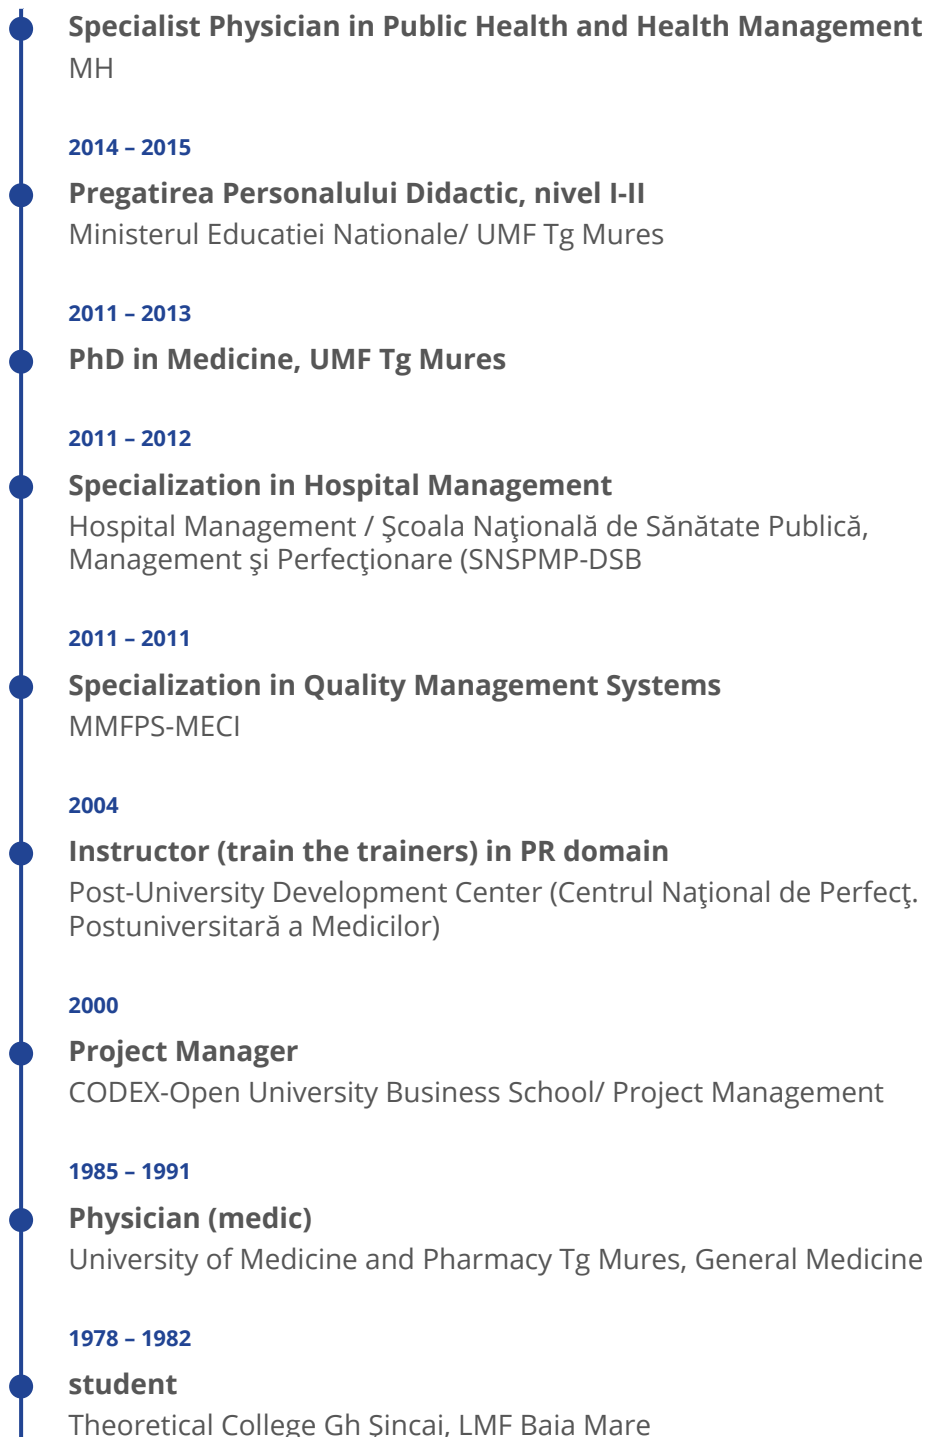 Specialist Physician in Public Health and Health Management
MH
2014 – 2015
Pregatirea Personalului Didactic, nivel I-II
Ministerul Educatiei Nationale/ UMF Tg Mures
2011 – 2013
PhD in Medicine, UMF Tg Mures
2011 – 2012
Specialization in Hospital Management
Hospital Management / Şcoala Naţională de Sănătate Publică,
Management şi Perfecţionare (SNSPMP-DSB
2011 – 2011
Specialization in Quality Management Systems
MMFPS-MECI
2004
Instructor (train the trainers) in PR domain
Post-University Development Center (Centrul Naţional de Perfecţ.
Postuniversitară a Medicilor)
2000
Project Manager
CODEX-Open University Business School/ Project Management
1985 – 1991
Physician (medic)
University of Medicine and Pharmacy Tg Mures, General Medicine
1978 – 1982
student
Theoretical College Gh Şincai, LMF Baia Mare